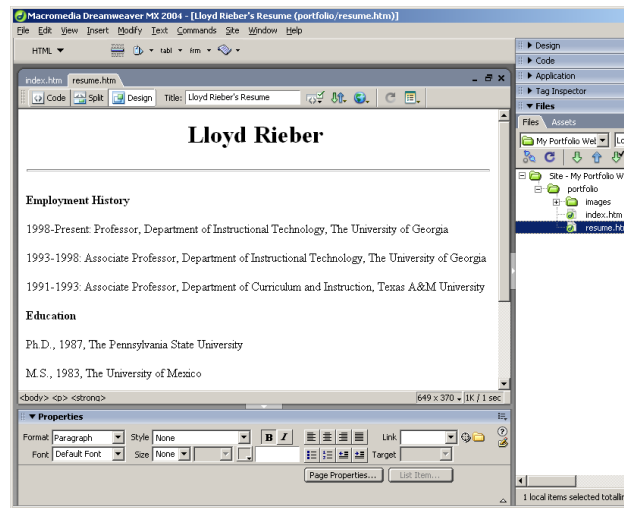 Macromedia Dreamweaver MX 2004 - [Lloyd Rieber's Resume (portfolio/resume.htm)]
File Edit View Insert Modify Text Commands Site Window Help
HTML tabl frm
Design
Code
Application
Tag Inspector
Files
Files Assets
My Portfolio Wel Lo
Site - My Portfolio W
portfolio
images
index.htm
resume.ht
index.htm resume.htm
Code Split Design Title: Lloyd Rieber's Resume
Lloyd Rieber
Employment History
1998-Present: Professor, Department of Instructional Technology, The University of Georgia
1993-1998: Associate Professor, Department of Instructional Technology, The University of Georgia
1991-1993: Associate Professor, Department of Curriculum and Instruction, Texas A&M University
Education
Ph.D., 1987, The Pennsylvania State University
M.S., 1983, The University of Mexico
<body> <p> <strong> 649 x 370 1K / 1 sec
Properties
Format Paragraph Style None B I Link
Font Default Font Size None Target
Page Properties... List Item...
1 local items selected totallin